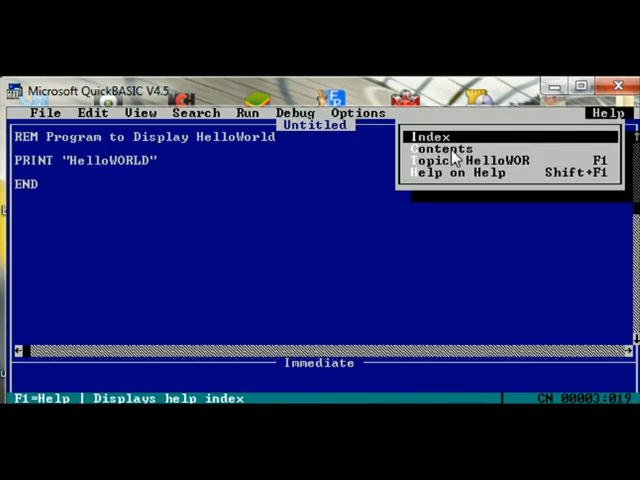 Microsoft QuickBASIC V4.5
File Edit View Search Run Debug Options Help
Untitled
REM Program to Display HelloWorld
PRINT "HelloWORLD"
END
Index
Contents
Topic: HelloWOR F1
Help on Help Shift+F1
Immediate
F1=Help | Displays help index CN 00003:019